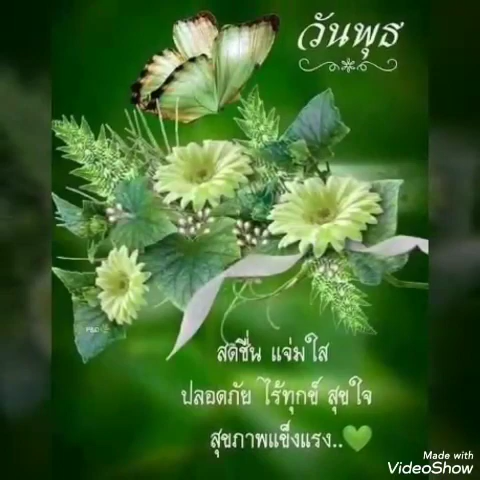 วันพุธ
สดชื่น แจ่มใส
ปลอดภัย ไร้ทุกข์ สุขใจ
สุขภาพแข็งแรง..💚
Made with
VideoShow